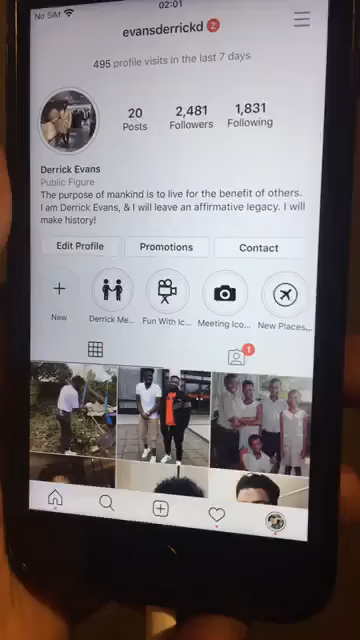 No SIM
02:01
evansderrickd 2
495 profile visits in the last 7 days
20
Posts
2,481
Followers
1,831
Following
Derrick Evans
Public Figure
The purpose of mankind is to live for the benefit of others.
I am Derrick Evans, & I will leave an affirmative legacy. I will
make history!
Edit Profile
Promotions
Contact
New
Derrick Me...
Fun With Ic...
Meeting Ico...
New Places...
1